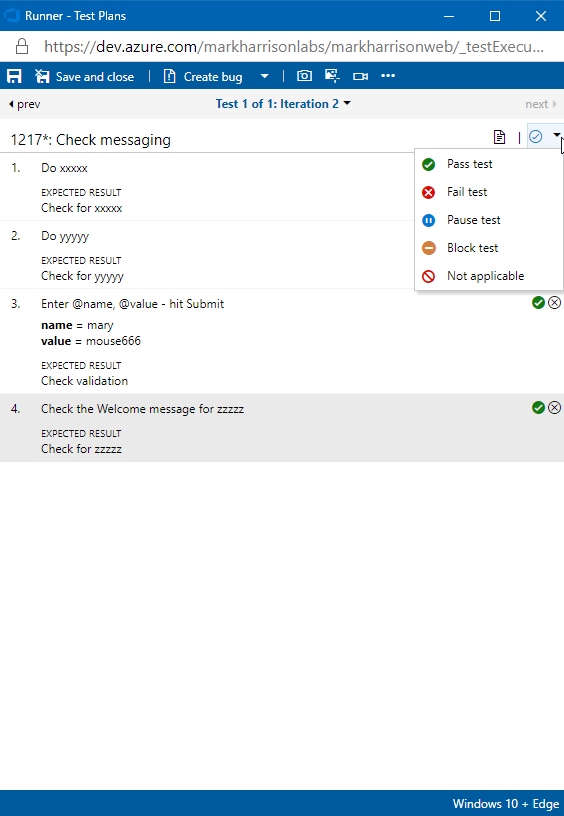 Runner - Test Plans
https://dev.azure.com/markharrisonlabs/markharrisonweb/_testExecu...
Save and close
Create bug
prev
Test 1 of 1: Iteration 2
next
1217*: Check messaging
Pass test
Fail test
Pause test
Block test
Not applicable
1. Do xxxxx
EXPECTED RESULT
Check for xxxxx
2. Do yyyyy
EXPECTED RESULT
Check for yyyyy
3. Enter @name, @value - hit Submit
name = mary
value = mouse666
EXPECTED RESULT
Check validation
4. Check the Welcome message for zzzzz
EXPECTED RESULT
Check for zzzzz
Windows 10 + Edge